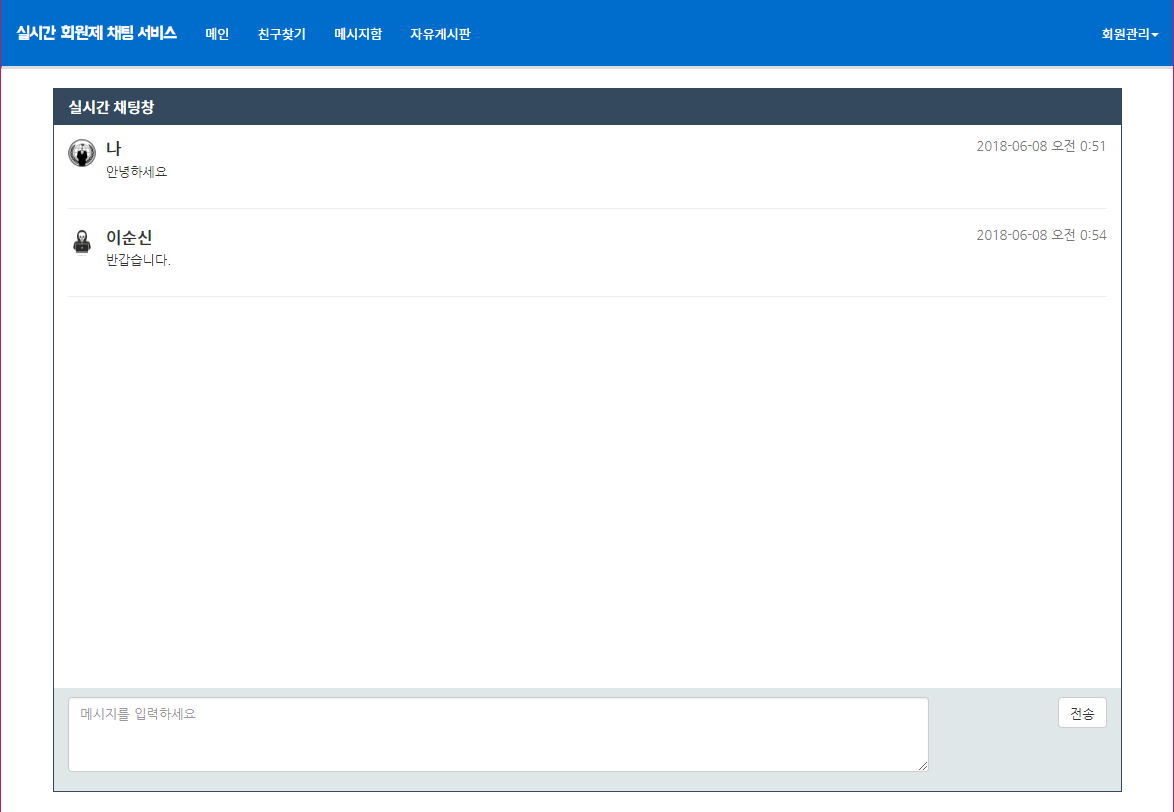 실시간 회원제 채팅 서비스 메인 친구찾기 메시지함 자유게시판 회원관리
실시간 채팅창
나 2018-06-08 오전 0:51
안녕하세요
이순신 2018-06-08 오전 0:54
반갑습니다.
메시지를 입력하세요 전송